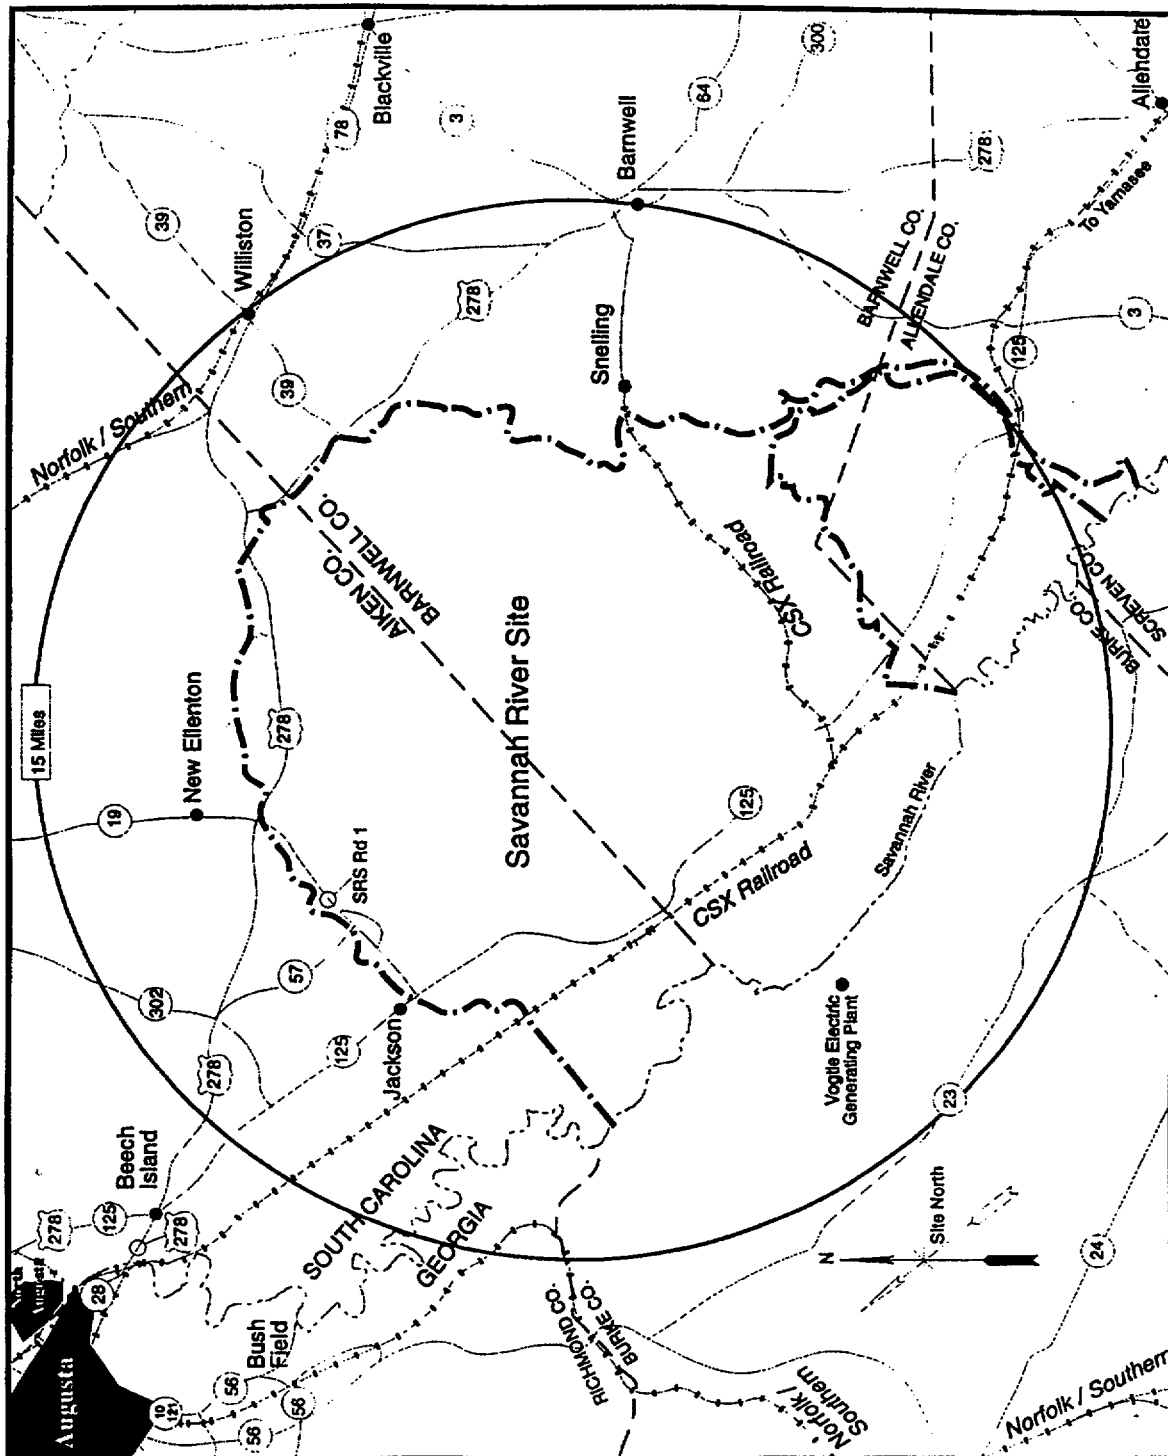 Augusta
North
Augusta
15 Miles
278
125
28
Beech
Island
278
278
302
19
New Ellenton
39
Norfolk / Southern
Williston
10
121
56
56
56
Bush
Field
57
278
39
37
78
Blackville
SOUTH CAROLINA
GEORGIA
125
Jackson
SRS Rd 1
AIKEN CO.
BARNWELL CO.
278
3
Savannah River Site
Snelling
Barnwell
64
RICHMOND CO.
BURKE CO.
CSX Railroad
125
CSX Railroad
300
Norfolk /
Southern
Vogtle Electric
Generating Plant
Savannah River
BARNWELL CO.
ALLENDALE CO.
278
N
Site North
23
125
To Yamasee
24
BURKE CO.
SCREVEN CO.
3
Allendale
Norfolk / Southern